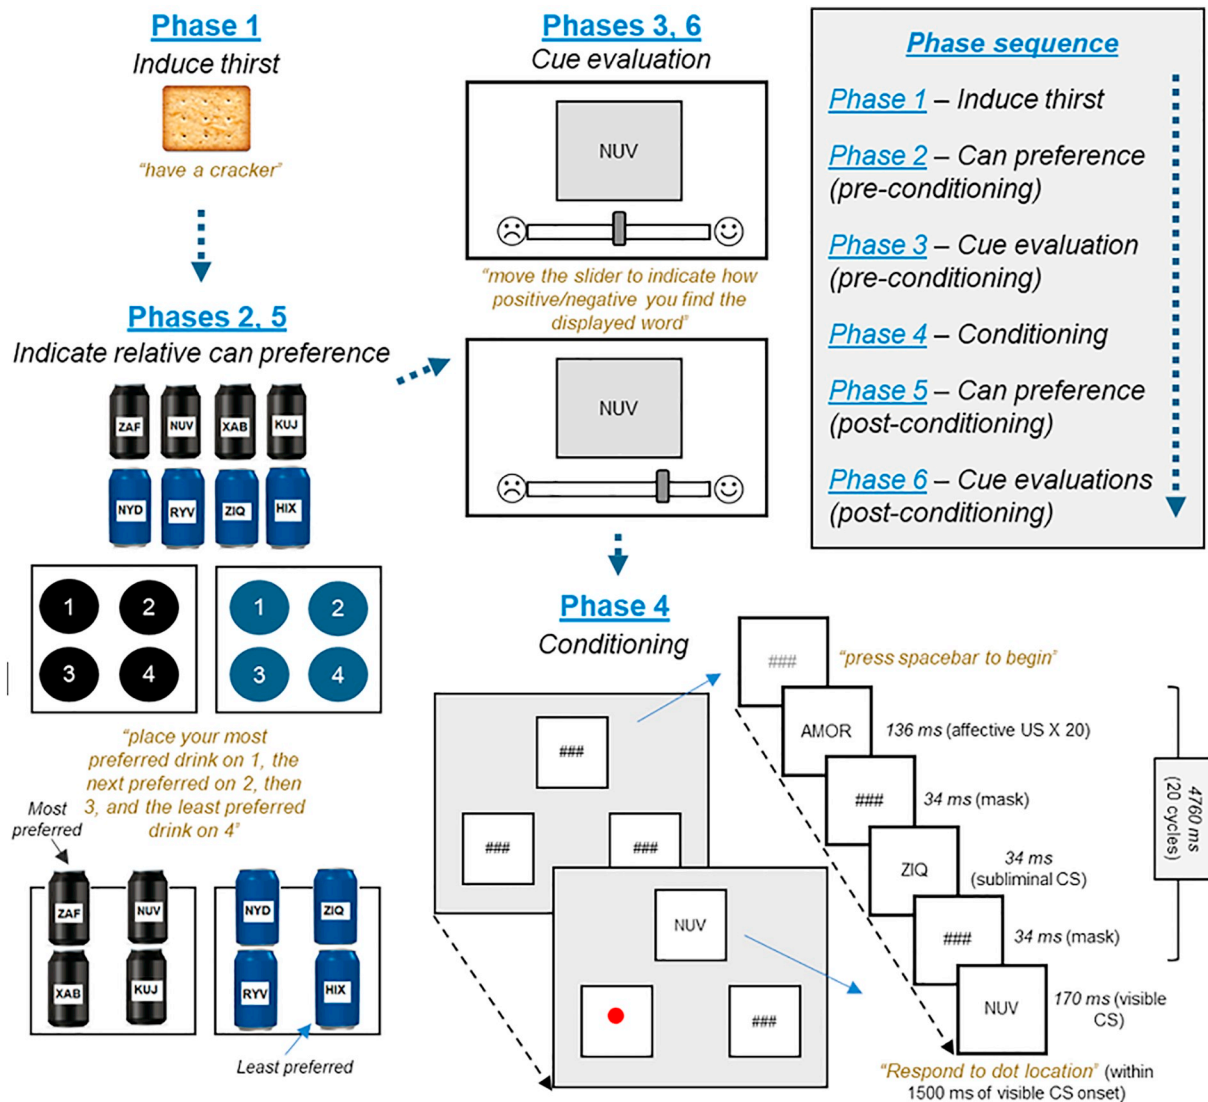 Phase 1
Induce thirst
"have a cracker"
Phases 2, 5
Indicate relative can preference
ZAF NUV XAB KUJ
NYD RYV ZIQ HIX
1 2 1 2
3 4 3 4
"place your most
preferred drink on 1, the
next preferred on 2, then
3, and the least preferred
drink on 4"
Most
preferred
ZAF NUV NYD ZIQ
XAB KUJ RYV HIX
Least preferred
Phases 3, 6
Cue evaluation
NUV
"move the slider to indicate how
positive/negative you find the
displayed word"
NUV
Phase 4
Conditioning
###
### ###
NUV
###
###
"press spacebar to begin"
AMOR
136 ms (affective US X 20)
###
34 ms (mask)
ZIQ
34 ms
(subliminal CS)
###
34 ms (mask)
NUV
170 ms (visible
CS)
4760 ms
(20 cycles)
"Respond to dot location" (within
1500 ms of visible CS onset)
Phase sequence
Phase 1 – Induce thirst
Phase 2 – Can preference
(pre-conditioning)
Phase 3 – Cue evaluation
(pre-conditioning)
Phase 4 – Conditioning
Phase 5 – Can preference
(post-conditioning)
Phase 6 – Cue evaluations
(post-conditioning)